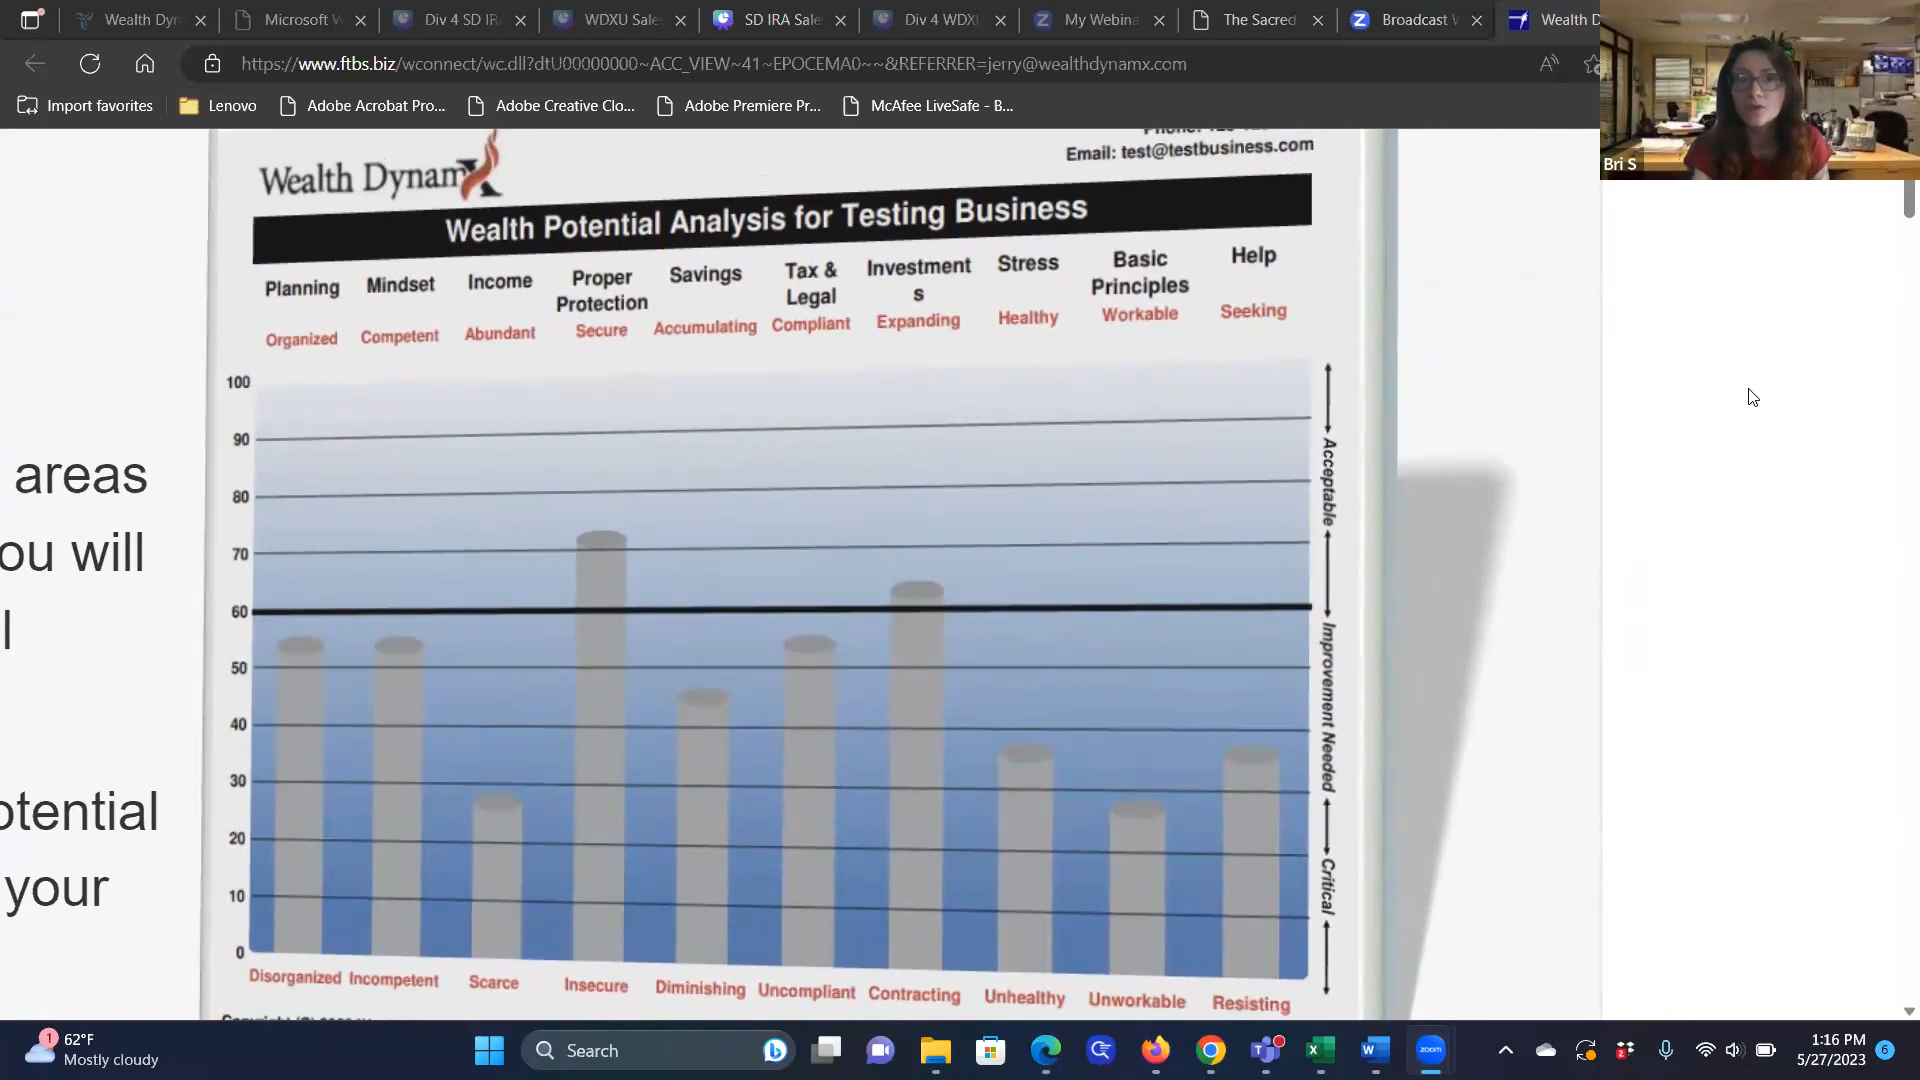 Wealth Dyn
Microsoft W
Div 4 SD IR
WDXU Sale
SD IRA Sale
Div 4 WDX
My Webina
The Sacred
Broadcast W
Wealth D
https://www.ftbs.biz/wconnect/wc.dll?dtU00000000~ACC_VIEW~41~EPOCEMA0~~&REFERRER=jerry@wealthdynamx.com
Import favorites
Lenovo
Adobe Acrobat Pro...
Adobe Creative Clo...
Adobe Premiere Pr...
McAfee LiveSafe - B...
Bri S
Email: test@testbusiness.com
Wealth DynamX
Wealth Potential Analysis for Testing Business
Planning
Mindset
Income
Proper
Protection
Savings
Tax &
Legal
Investment
s
Stress
Basic
Principles
Help
Organized
Competent
Abundant
Secure
Accumulating
Compliant
Expanding
Healthy
Workable
Seeking
100
90
80
70
60
50
40
30
20
10
0
Acceptable
Improvement Needed
Critical
areas
ou will
l
otential
your
Disorganized
Incompetent
Scarce
Insecure
Diminishing
Uncompliant
Contracting
Unhealthy
Unworkable
Resisting
1
62°F
Mostly cloudy
Search
zoom
1:16 PM
5/27/2023
6